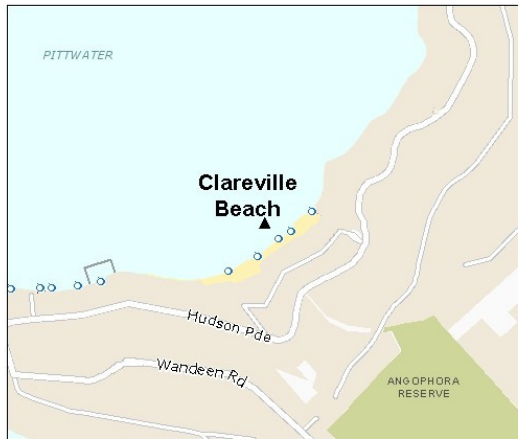 PITTWATER
Clareville
Beach
Hudson Pde
Wandeen Rd
ANGOPHORA
RESERVE